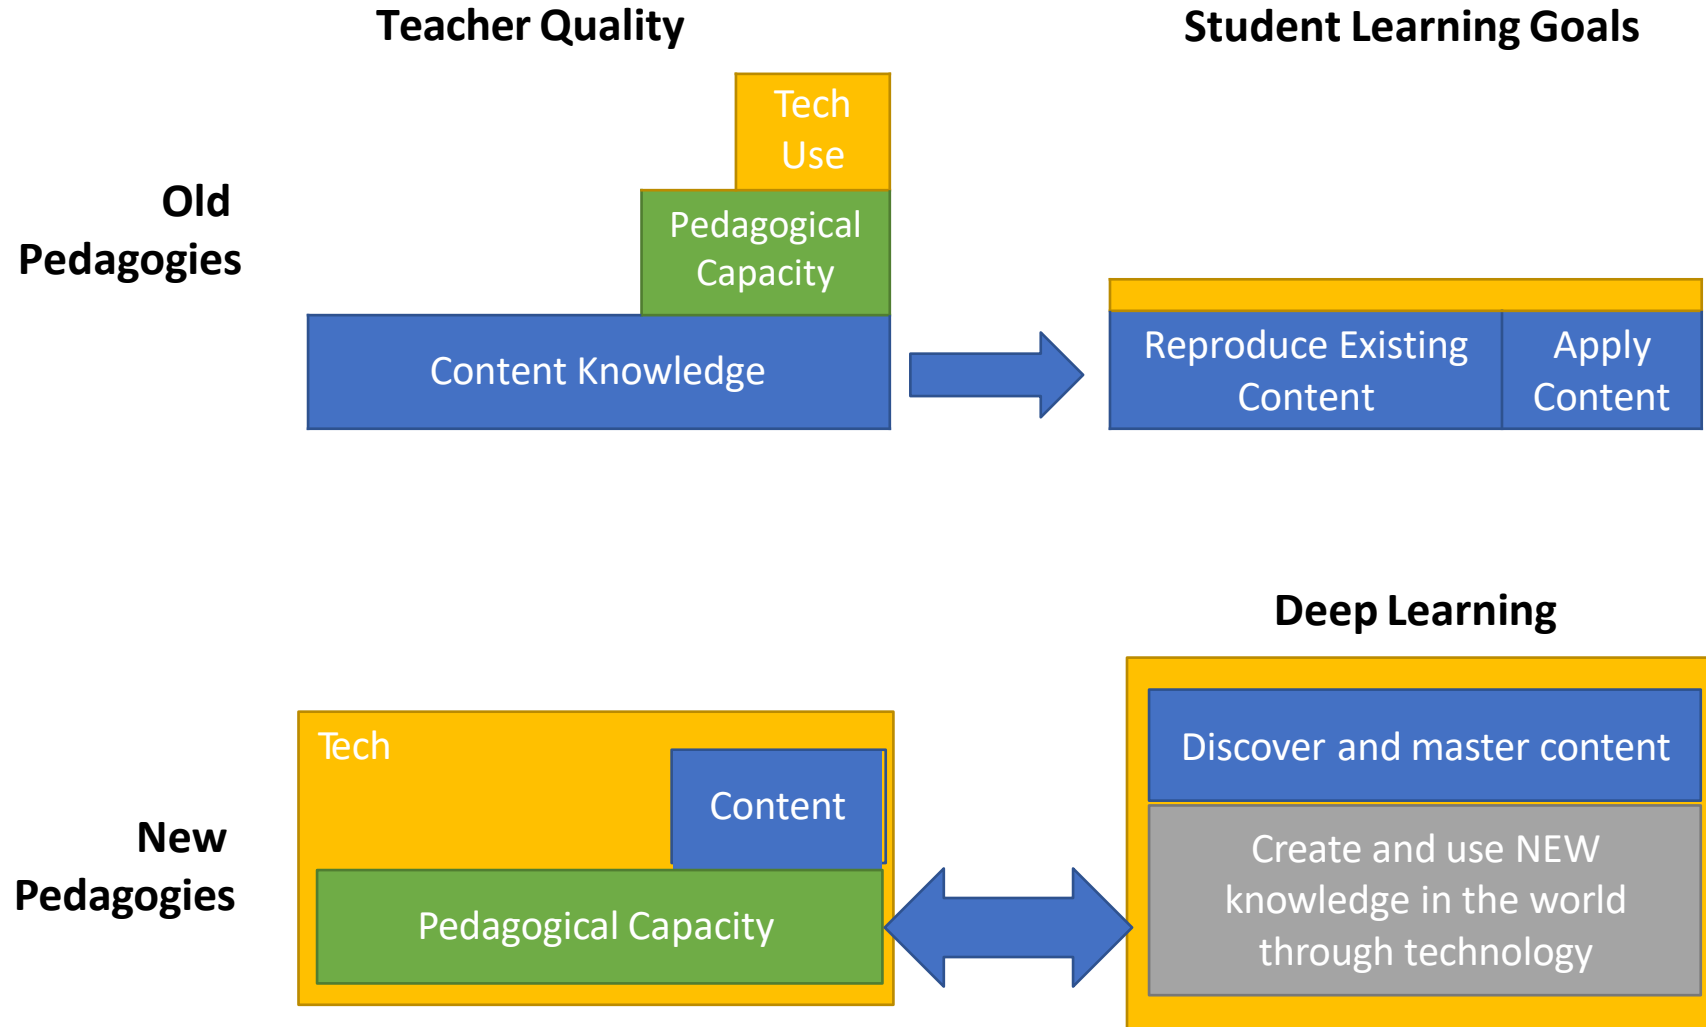 Teacher Quality
Student Learning Goals
Old
Pedagogies
Tech
Use
Pedagogical
Capacity
Content Knowledge
Reproduce Existing
Content
Apply
Content
Deep Learning
New
Pedagogies
Tech
Content
Pedagogical Capacity
Discover and master content
Create and use NEW
knowledge in the world
through technology